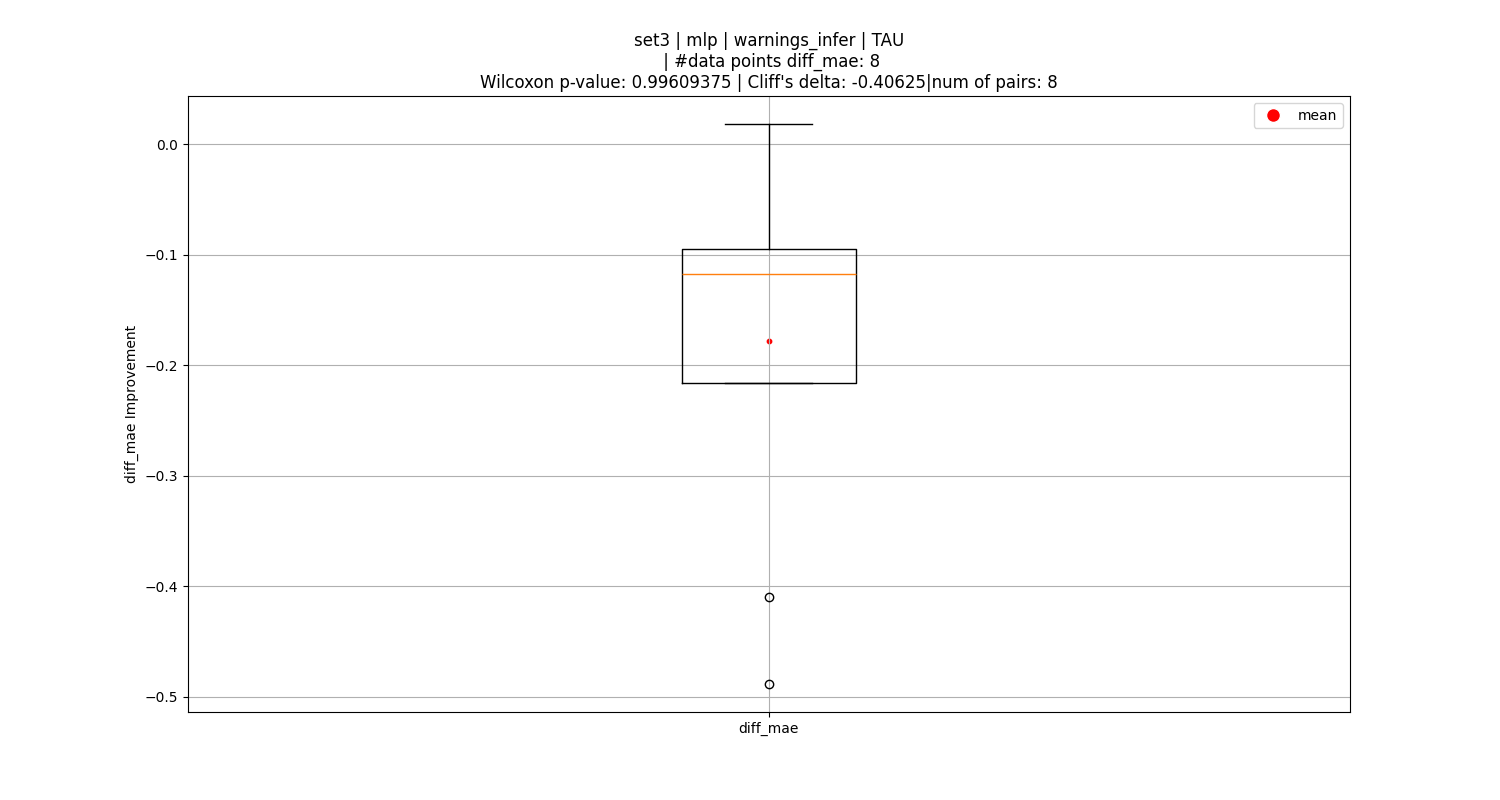 set3 | mlp | warnings_infer | TAU
| #data points diff_mae: 8
Wilcoxon p-value: 0.99609375 | Cliff's delta: -0.40625|num of pairs: 8
mean
0.0
−0.1
−0.2
−0.3
−0.4
−0.5
diff_mae Improvement
diff_mae